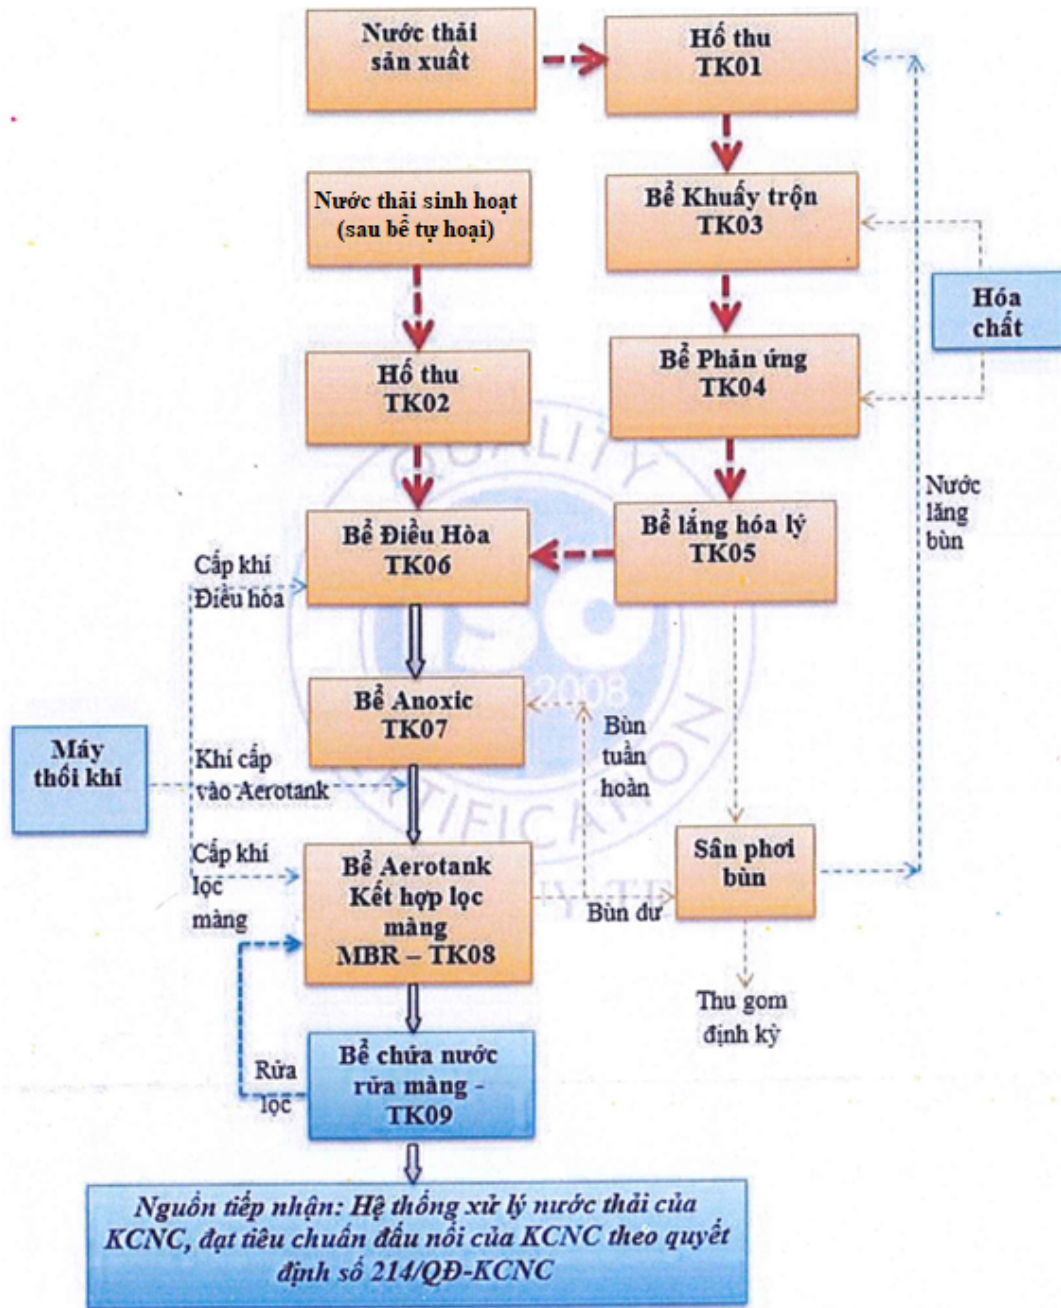 Nước thải
sản xuất
Hố thu
TK01
Nước thải sinh hoạt
(sau bể tự hoại)
Bể Khuấy trộn
TK03
Hóa
chất
Hố thu
TK02
Bể Phản ứng
TK04
Nước
lắng
bùn
Bể Điều Hòa
TK06
Bể lắng hóa lý
TK05
Cấp khí
Điều hòa
Bể Anoxic
TK07
Bùn
tuần
hoàn
Máy
thổi khí
Khí cấp
vào Aerotank
Cấp khí
lọc
màng
Bể Aerotank
Kết hợp lọc
màng
MBR – TK08
Bùn dư
Sân phơi
bùn
Thu gom
định kỳ
Rửa
lọc
Bể chứa nước
rửa màng -
TK09
Nguồn tiếp nhận: Hệ thống xử lý nước thải của
KCNC, đạt tiêu chuẩn đấu nối của KCNC theo quyết
định số 214/QĐ-KCNC
QUALITY
ISO
2008
CERTIFICATION